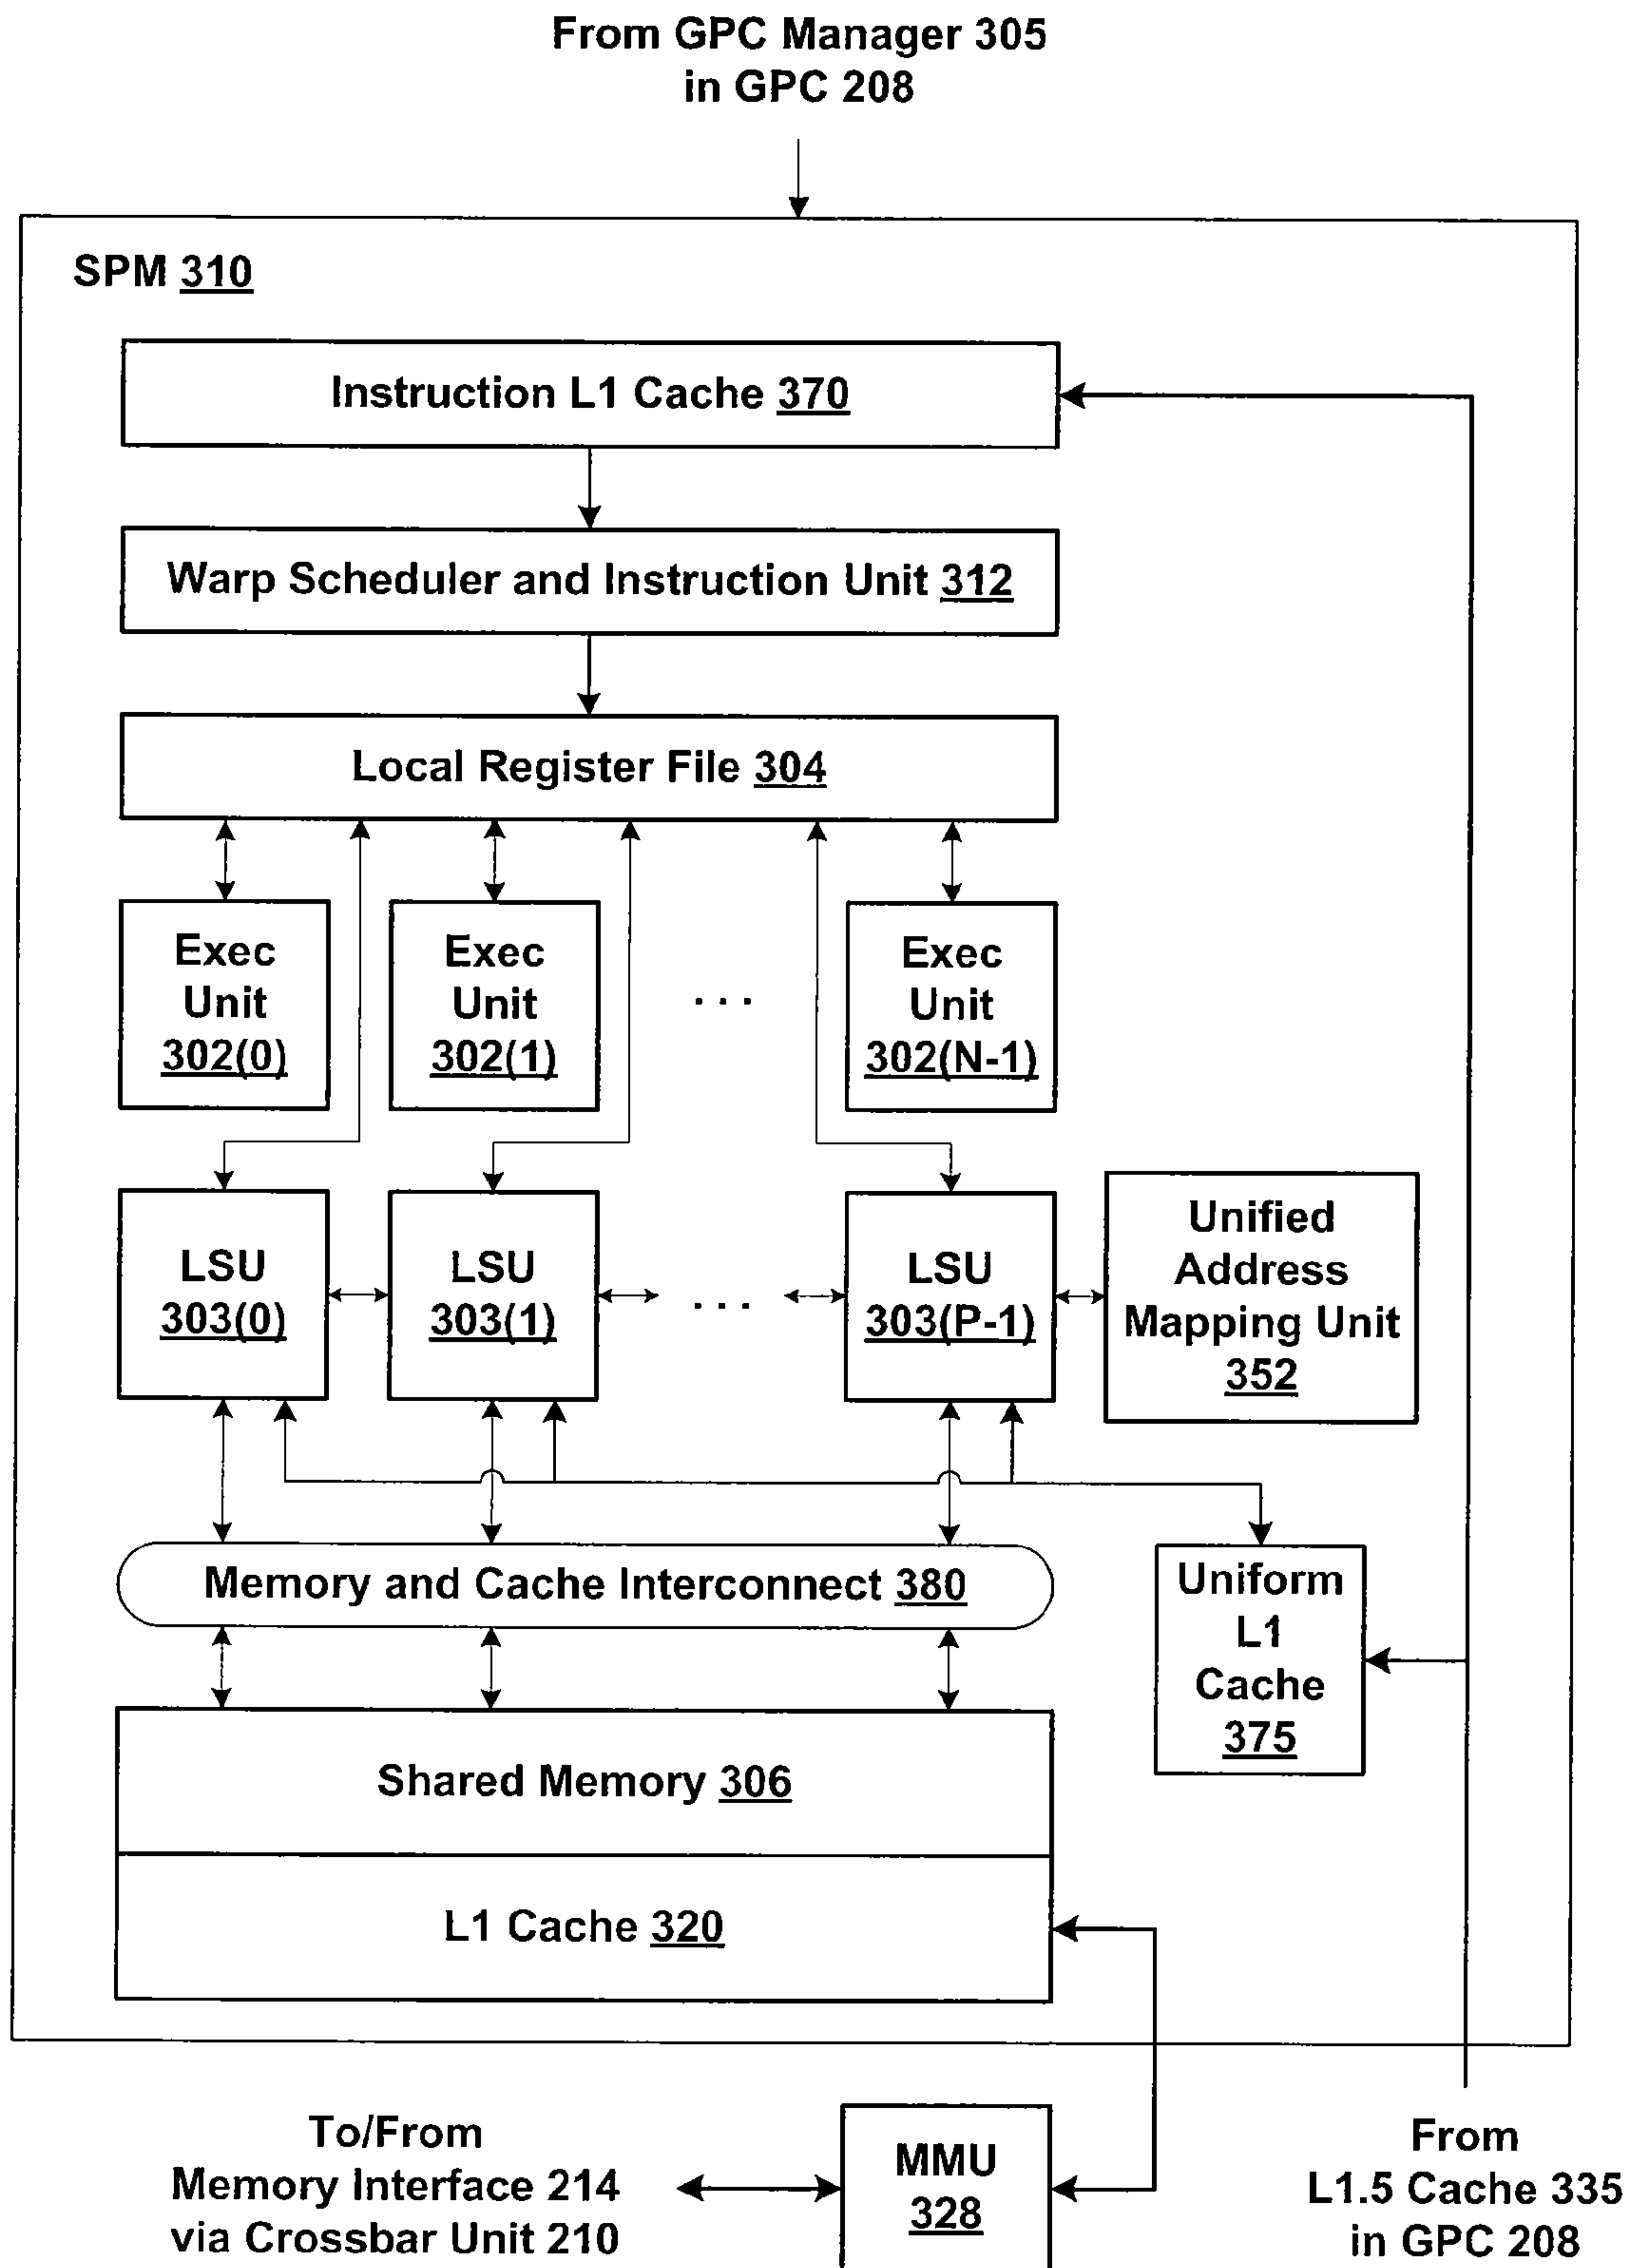 From GPC Manager 305
in GPC 208
SPM 310
Instruction L1 Cache 370
Warp Scheduler and Instruction Unit 312
Local Register File 304
Exec
Unit
302(0)
Exec
Unit
302(1)
. . .
Exec
Unit
302(N-1)
LSU
303(0)
LSU
303(1)
. . .
LSU
303(P-1)
Unified
Address
Mapping Unit
352
Memory and Cache Interconnect 380
Uniform
L1
Cache
375
Shared Memory 306
L1 Cache 320
To/From
Memory Interface 214
via Crossbar Unit 210
MMU
328
From
L1.5 Cache 335
in GPC 208